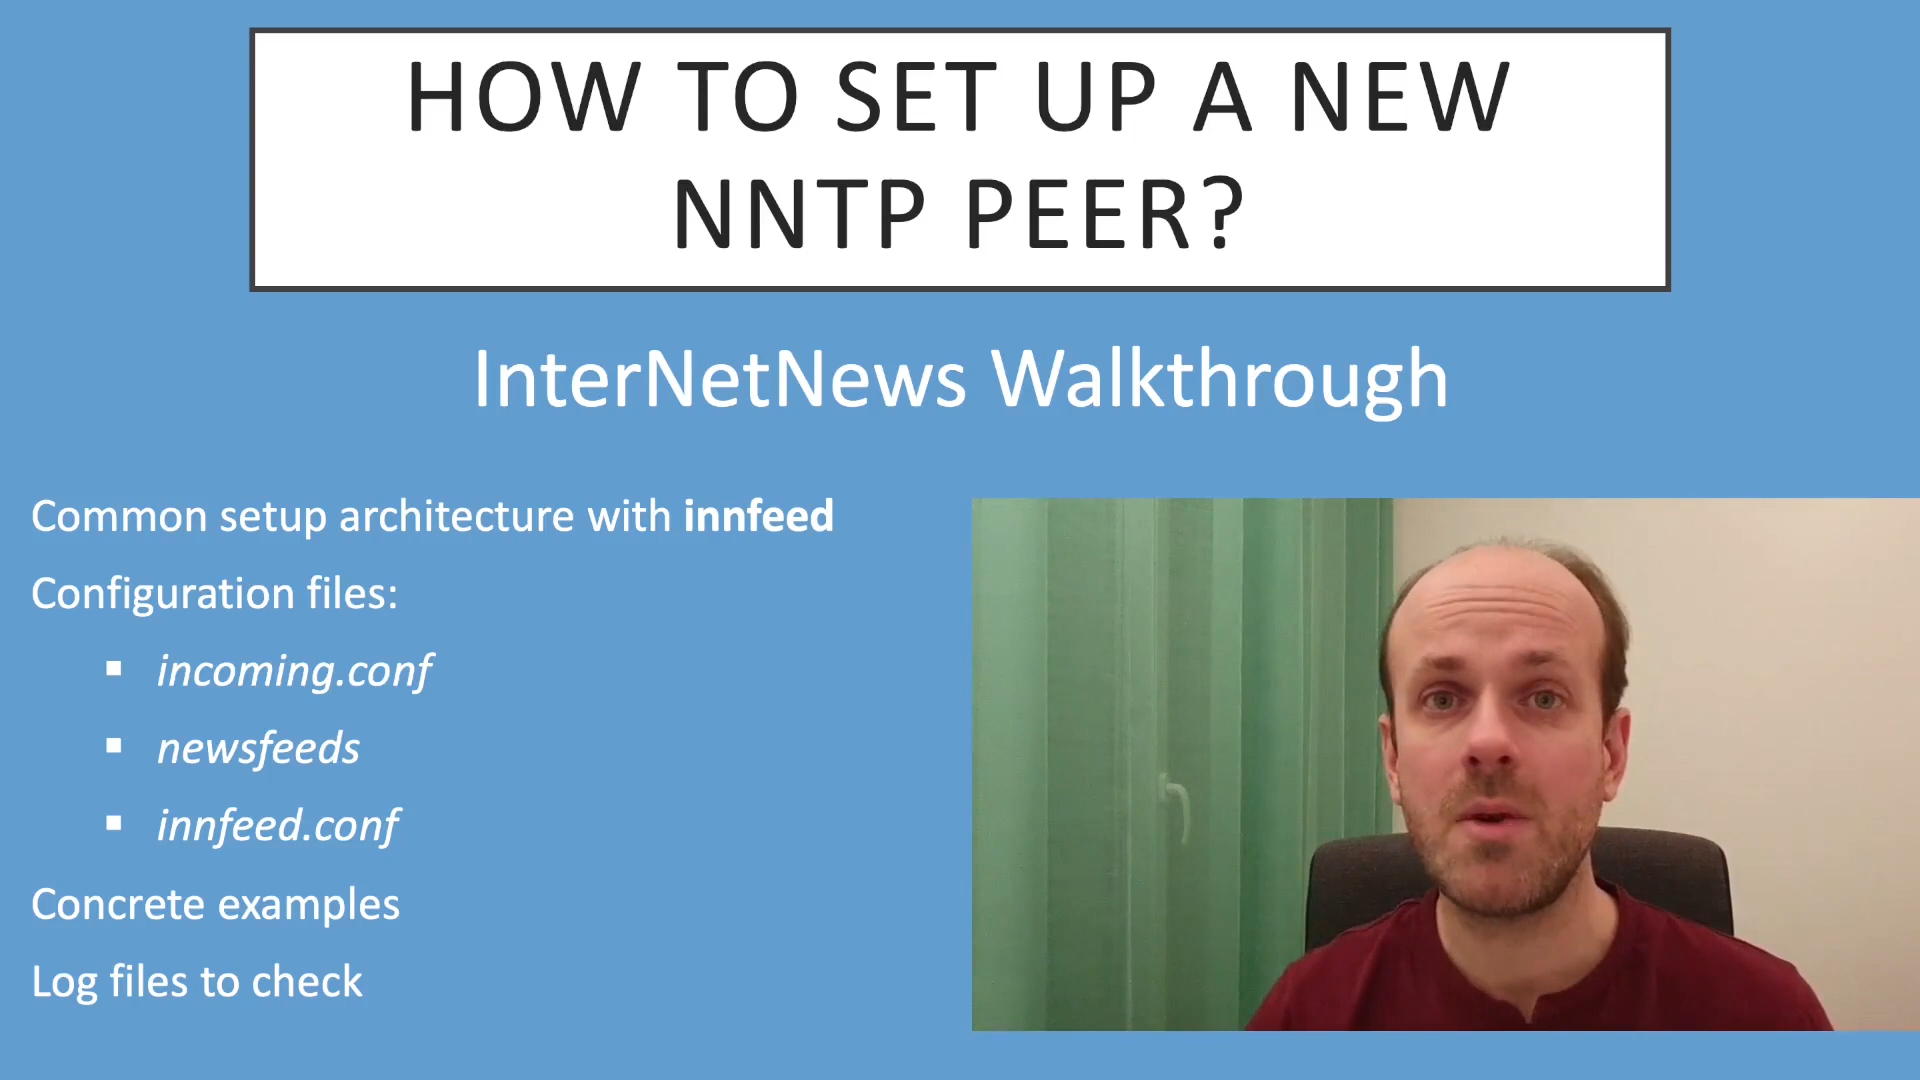 HOW TO SET UP A NEW
NNTP PEER?
InterNetNews Walkthrough
Common setup architecture with innfeed
Configuration files:
▪ incoming.conf
▪ newsfeeds
▪ innfeed.conf
Concrete examples
Log files to check